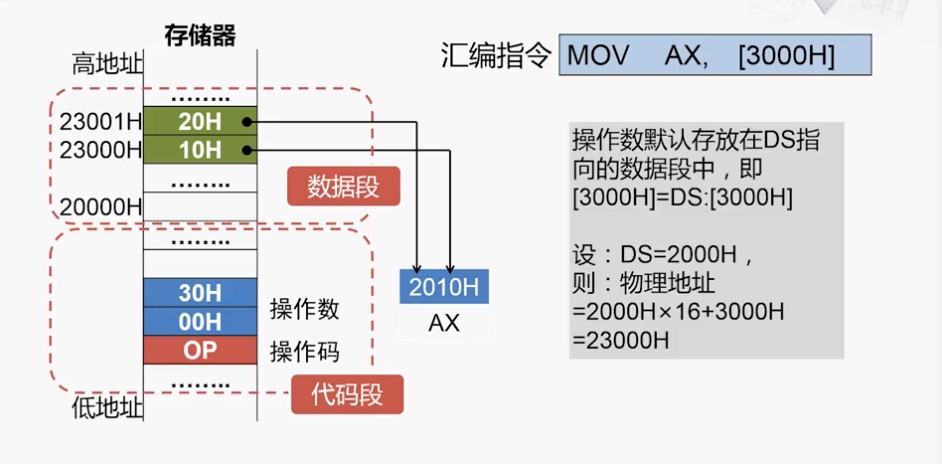 存储器
汇编指令
MOV AX, [3000H]
高地址
........
23001H
20H
23000H
10H
........
数据段
20000H
........
30H
00H
操作数
OP
操作码
........
代码段
低地址
2010H
AX
操作数默认存放在DS指
向的数据段中，即
[3000H]=DS:[3000H]
设：DS=2000H，
则：物理地址
=2000H×16+3000H
=23000H